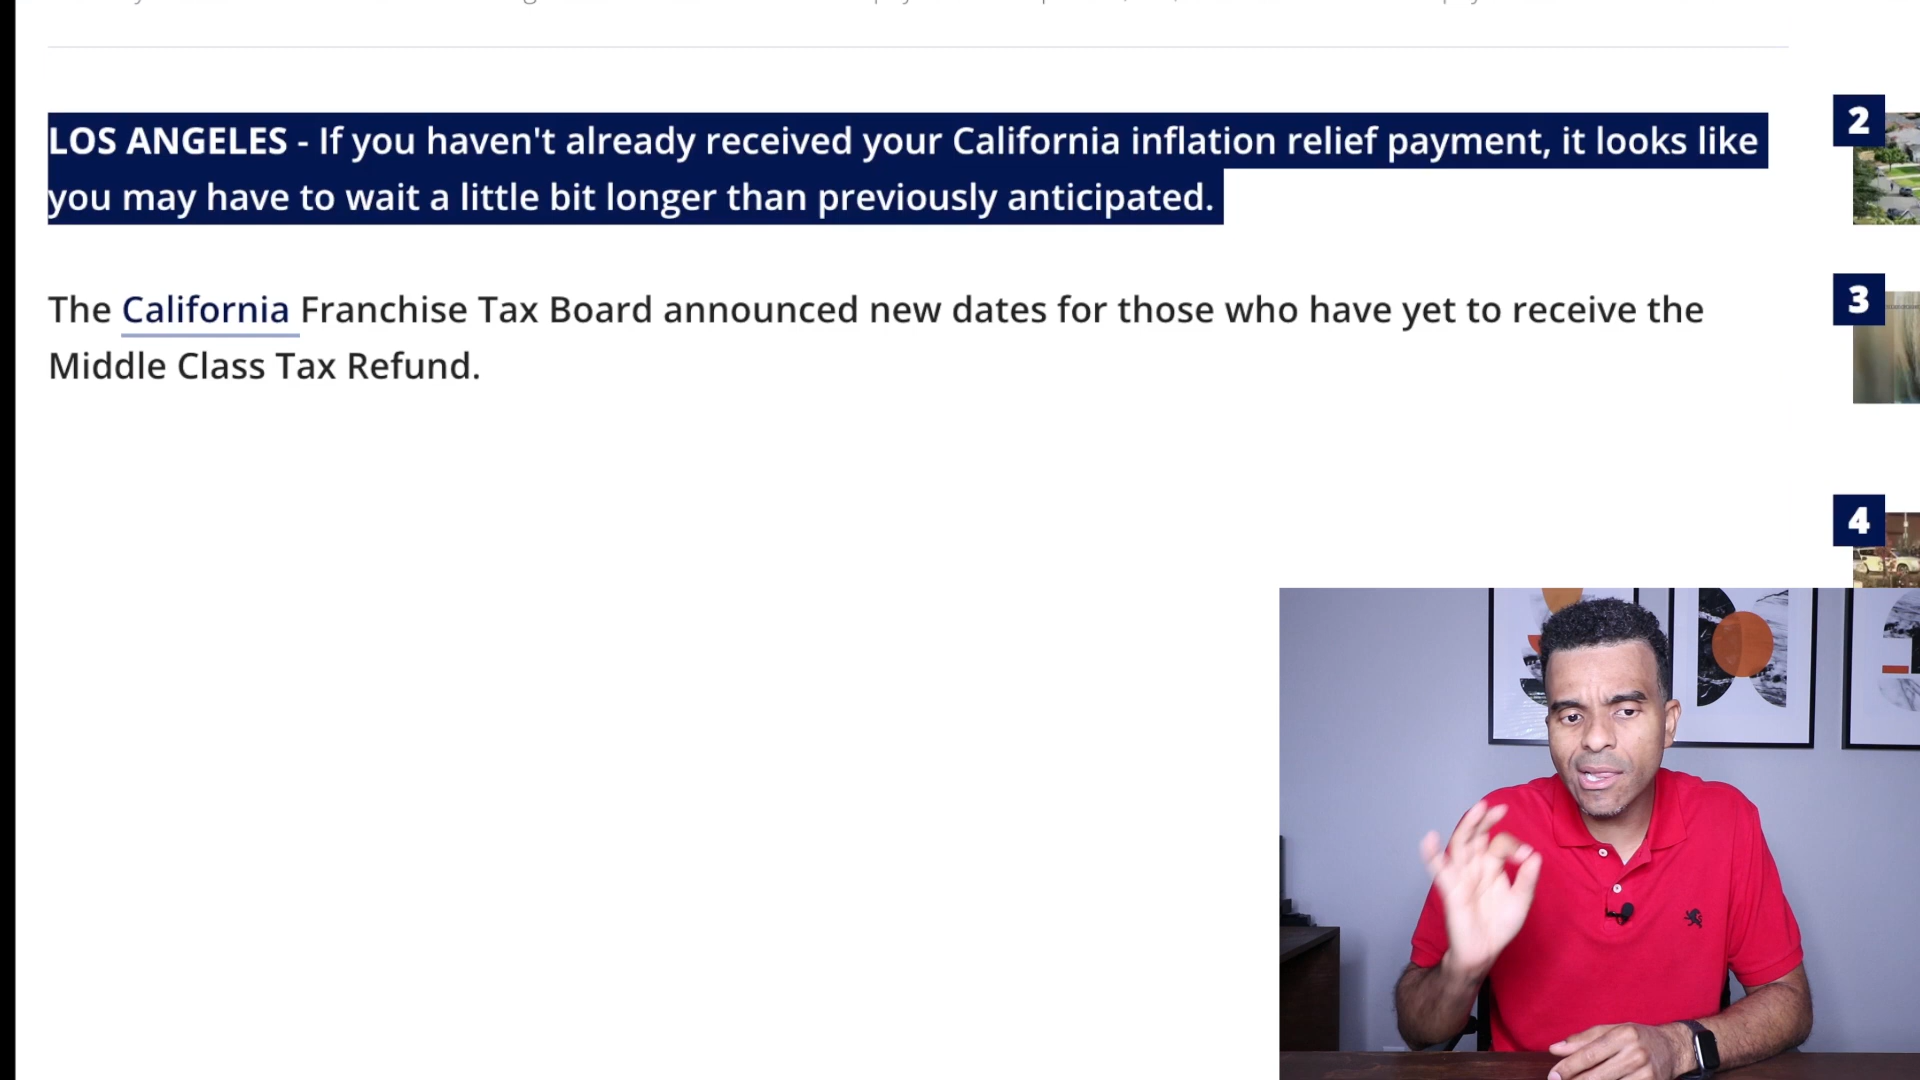 LOS ANGELES - If you haven't already received your California inflation relief payment, it looks like
you may have to wait a little bit longer than previously anticipated.
The California Franchise Tax Board announced new dates for those who have yet to receive the
Middle Class Tax Refund.
2
3
4